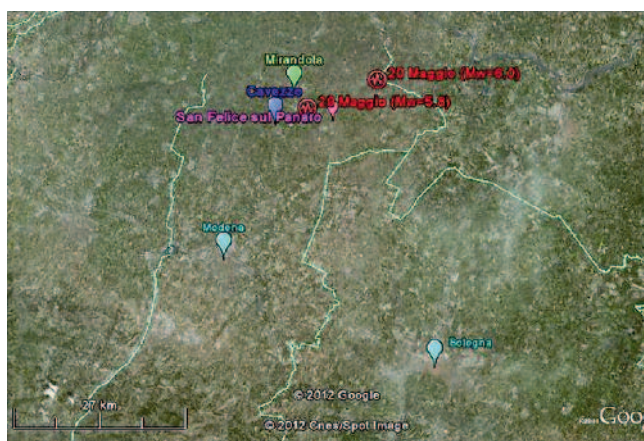 Mirandola
20 Maggio (Mw=6.0)
Cavezzo
29 Maggio (Mw=5.8)
San Felice sul Panaro
Modena
Bologna
©2012 Google
27 km
© 2012 Cnes/Spot Image
Goo